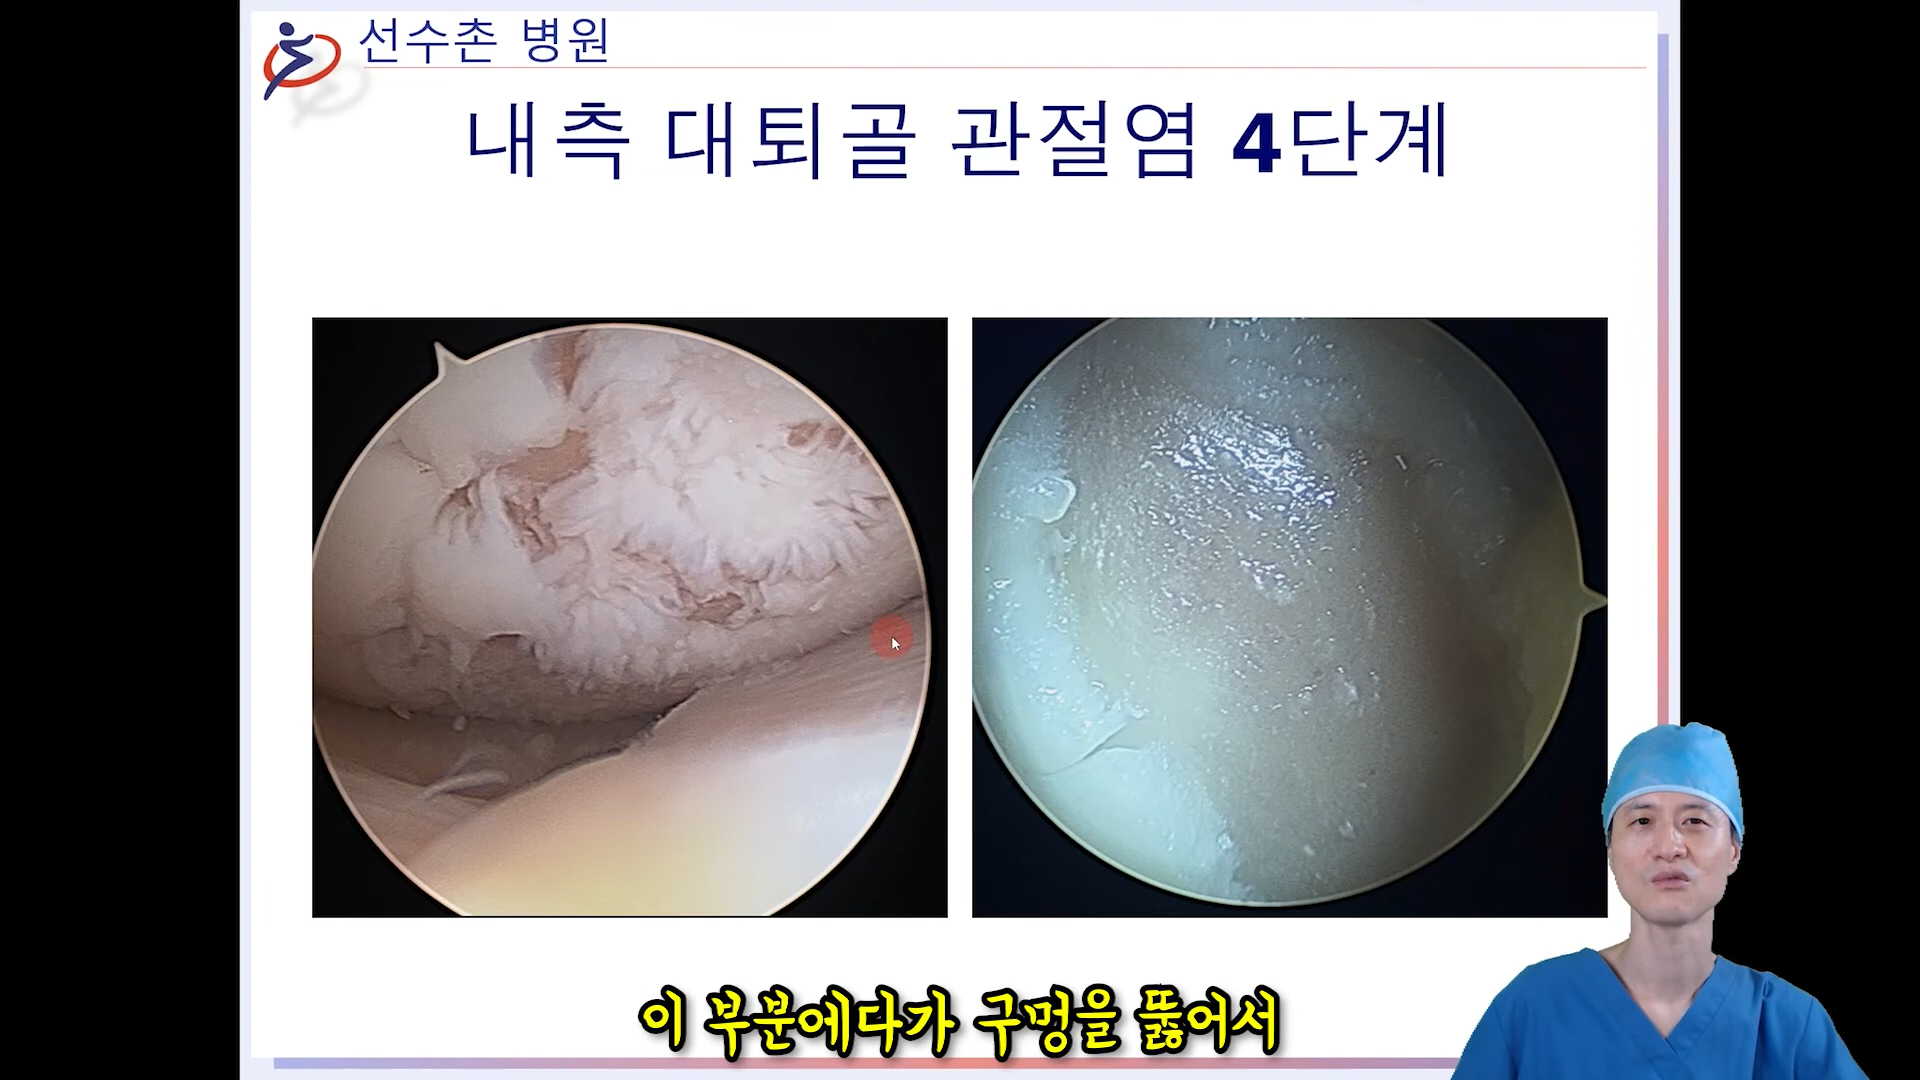 선수촌 병원
내측 대퇴골 관절염 4단계
이 부분에다가 구멍을 뚫어서